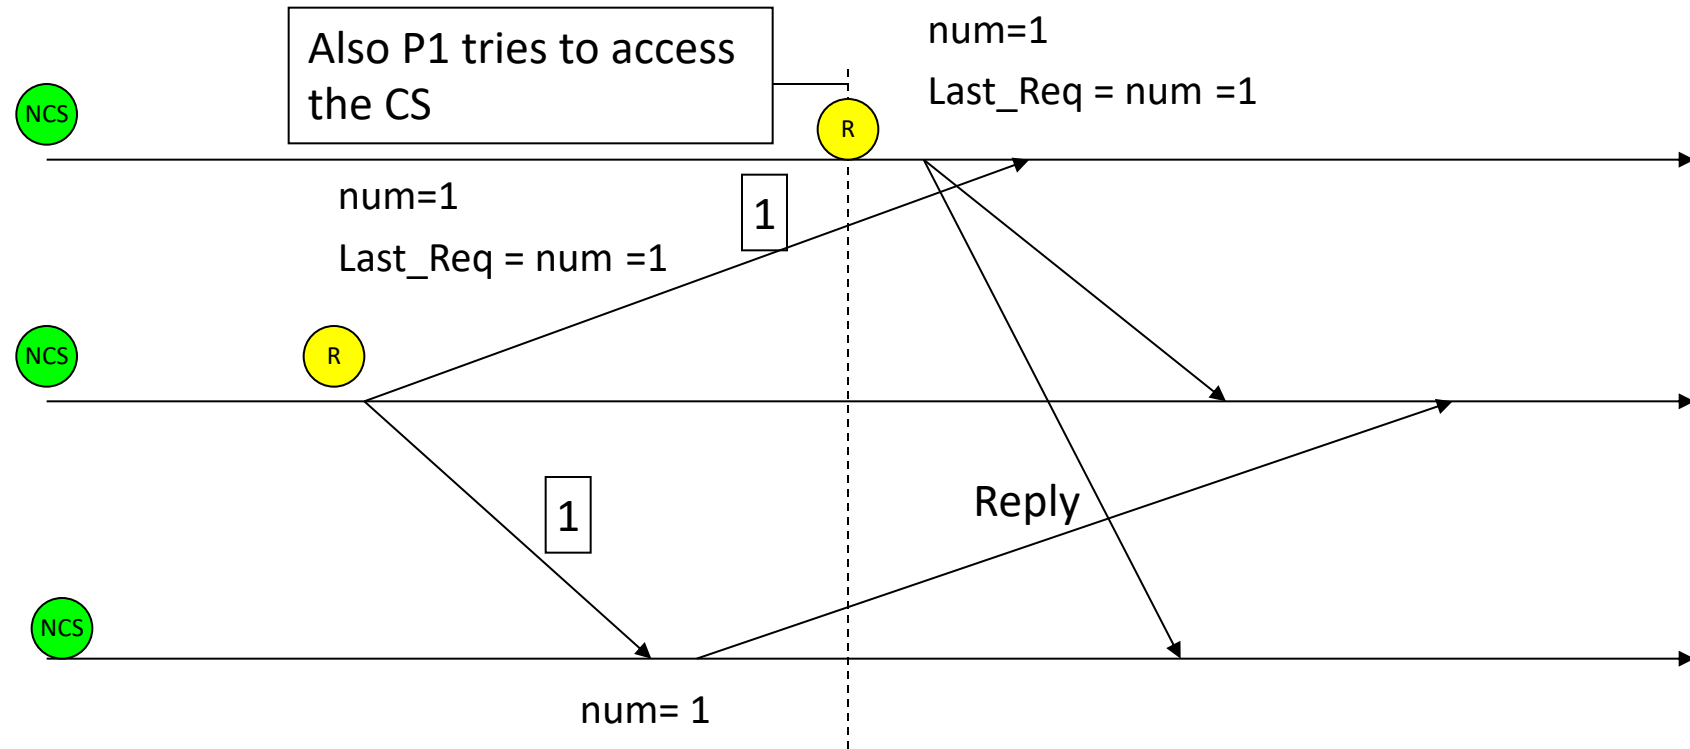 Also P1 tries to access
the CS
num=1
Last_Req = num =1
NCS
R
num=1
Last_Req = num =1
1
NCS
R
1
Reply
NCS
num= 1